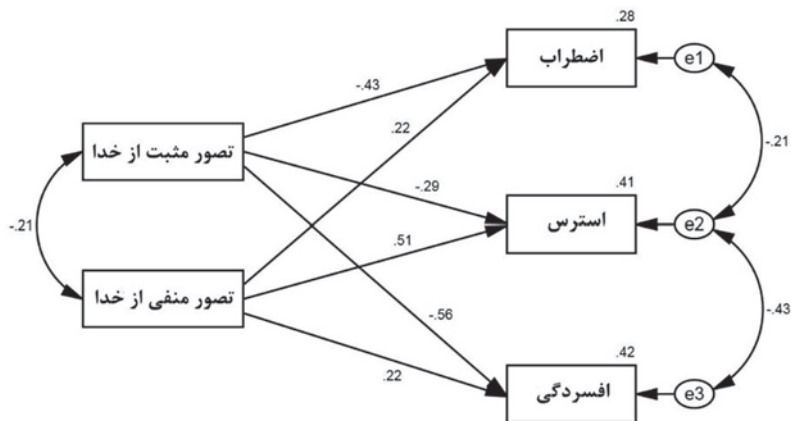 .28
اضطراب
e1
-.43
.22
-.21
تصور مثبت از خدا
-.29
.41
استرس
e2
-.21
.51
تصور منفی از خدا
-.56
-.43
.22
.42
افسردگی
e3